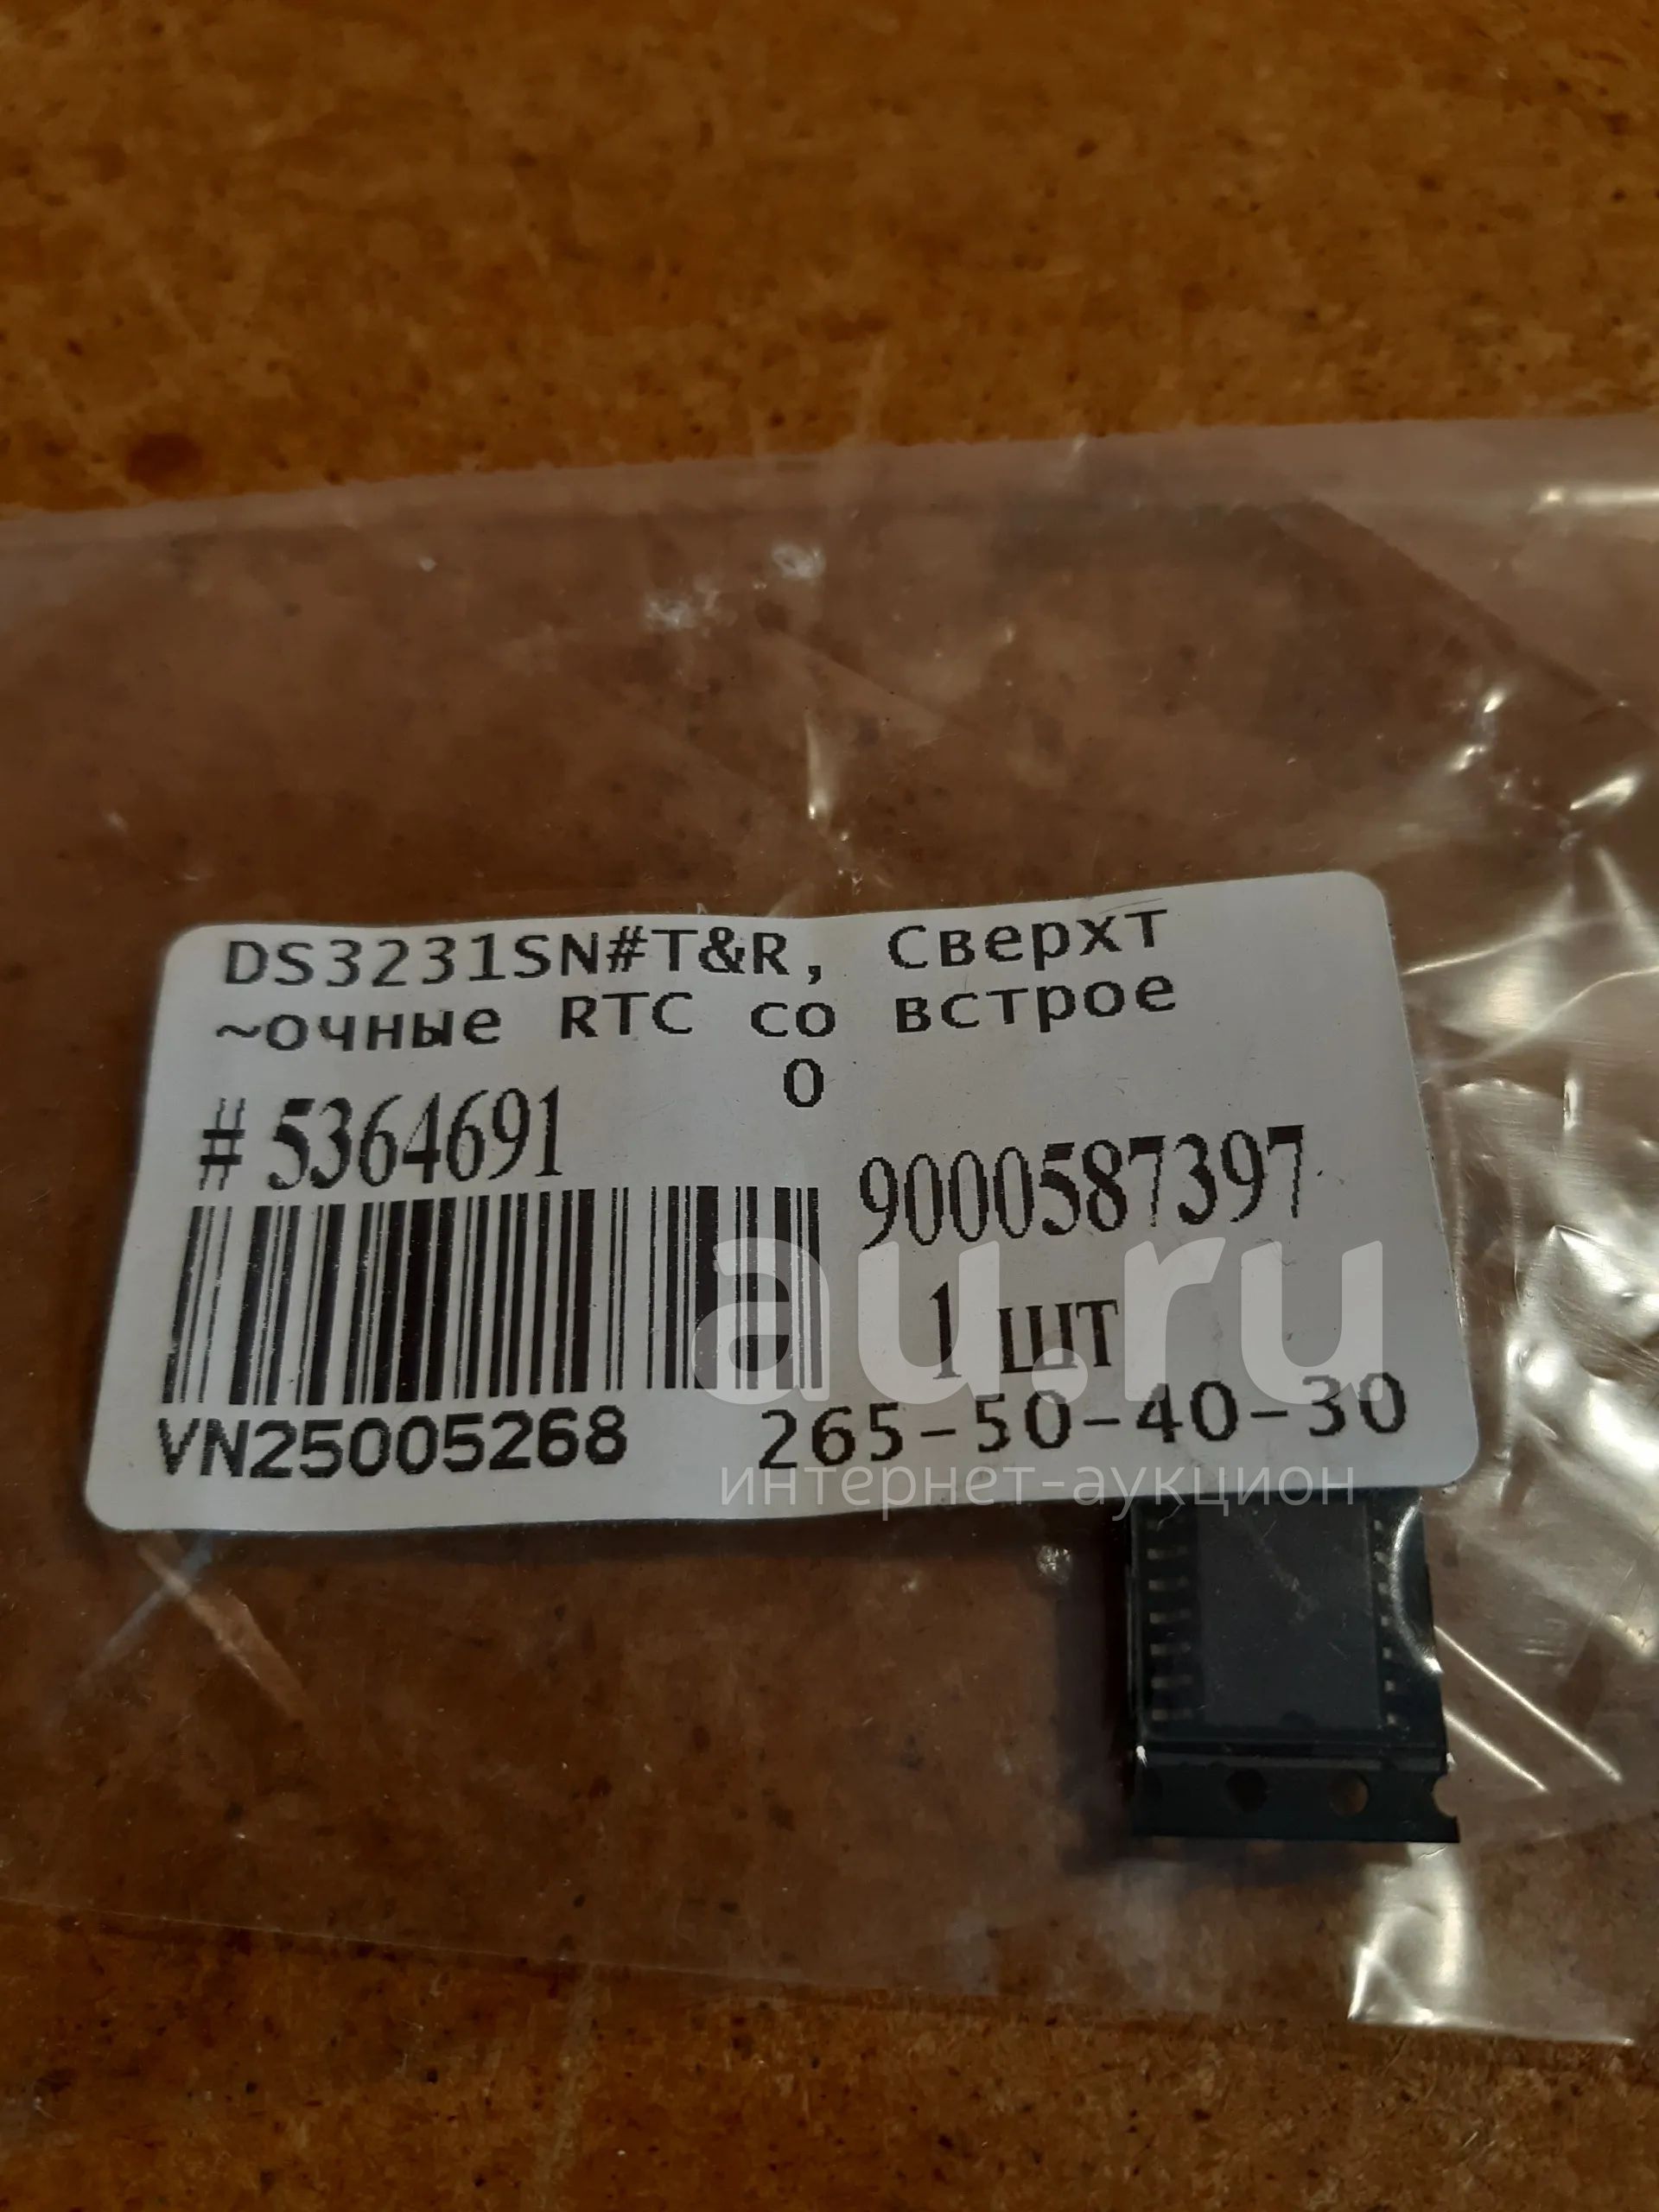 DS3231SN#T&R, Сверхт
~очные RTC со встрое
0
# 5364691
9000587397
1 шт
VN25005268 265-50-40-30
au.ru
интернет-аукцион